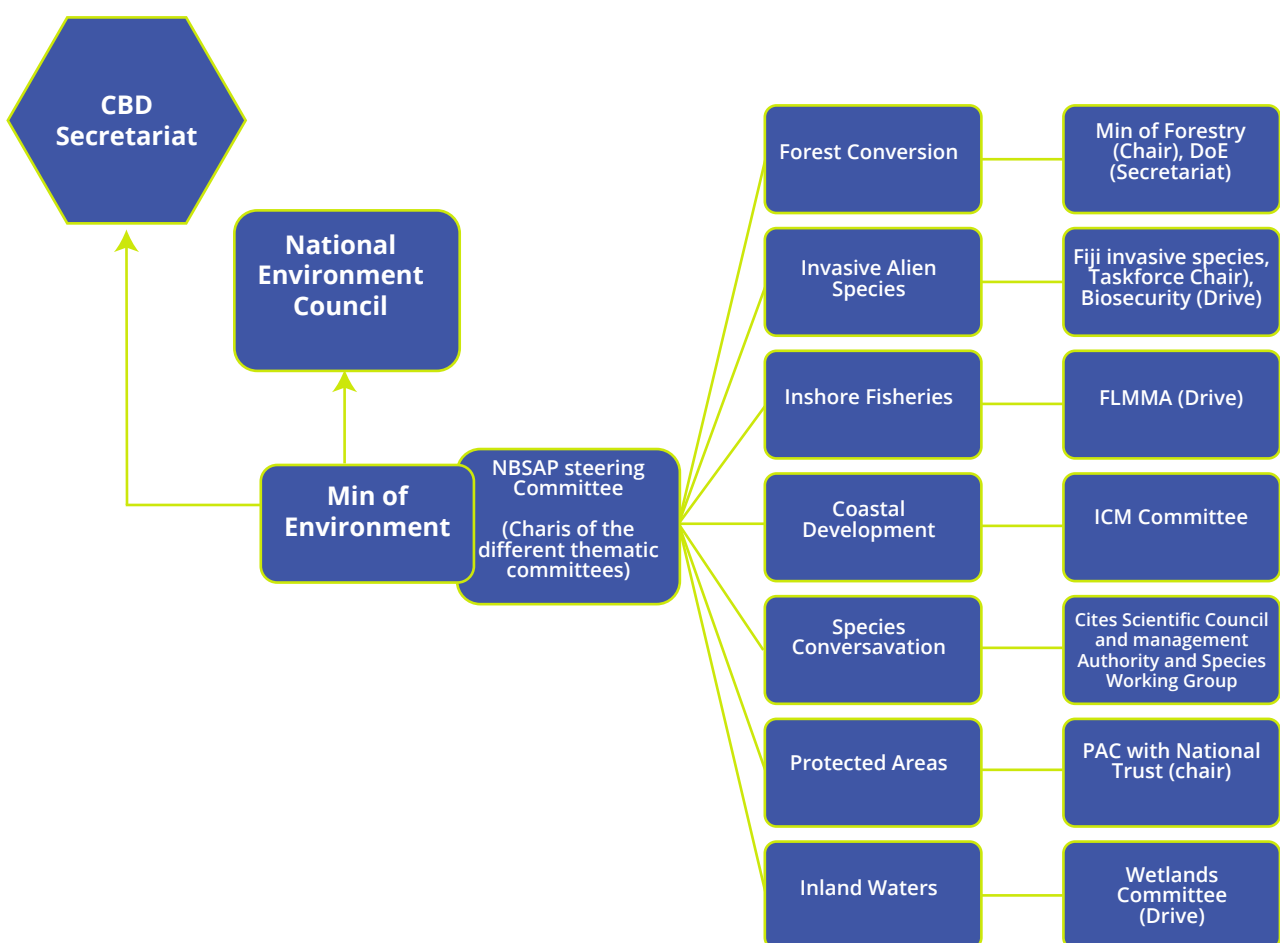 CBD
Secretariat
National
Environment
Council
Min of
Environment
NBSAP steering
Committee
(Charis of the
different thematic
committees)
Forest Conversion
Min of Forestry
(Chair), DoE
(Secretariat)
Invasive Alien
Species
Fiji invasive species,
Taskforce Chair),
Biosecurity (Drive)
Inshore Fisheries
FLMMA (Drive)
Coastal
Development
ICM Committee
Species
Conversavation
Cites Scientific Council
and management
Authority and Species
Working Group
Protected Areas
PAC with National
Trust (chair)
Inland Waters
Wetlands
Committee
(Drive)